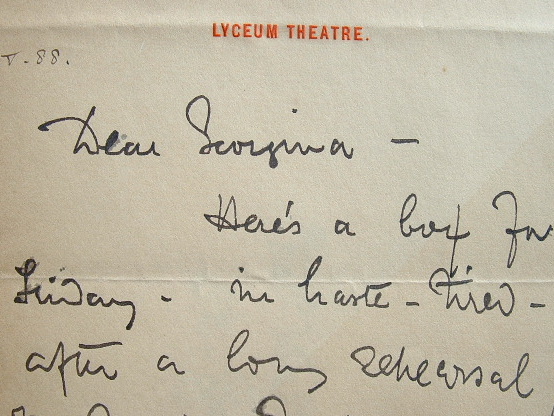 LYCEUM THEATRE.
88.
Dear Georgina —
Here's a box for
Friday - in haste - tired -
after a long rehearsal